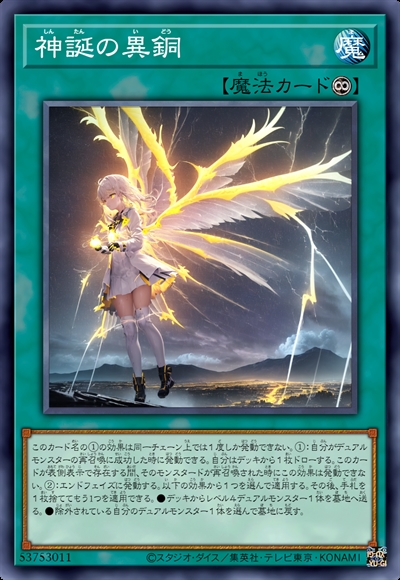 神誕の異銅
しんたんいどう
魔
【魔法カード】
まほう
このカード名の①の効果は同一チェーン上では1度しか発動できない。①:自分がデュアル
モンスターの再召喚に成功した時に発動できる。自分はデッキから1枚ドローする。このカー
ドが表側表示で存在する間、そのモンスタードが再召喚された時にこの効果は発動できな
い。②:エンドフェイズに発動する。以下の効果から1つを選んで適用する。その後、手札を
1枚捨ててもう1つを適用できる。●デッキからレベル4デュアルモンスター1体を墓地へ送
る。●除外されている自分のデュアルモンスター1体を選んで墓地に戻す。
53753011
©スタジオ・ダイス/集英社・テレビ東京・KONAMI